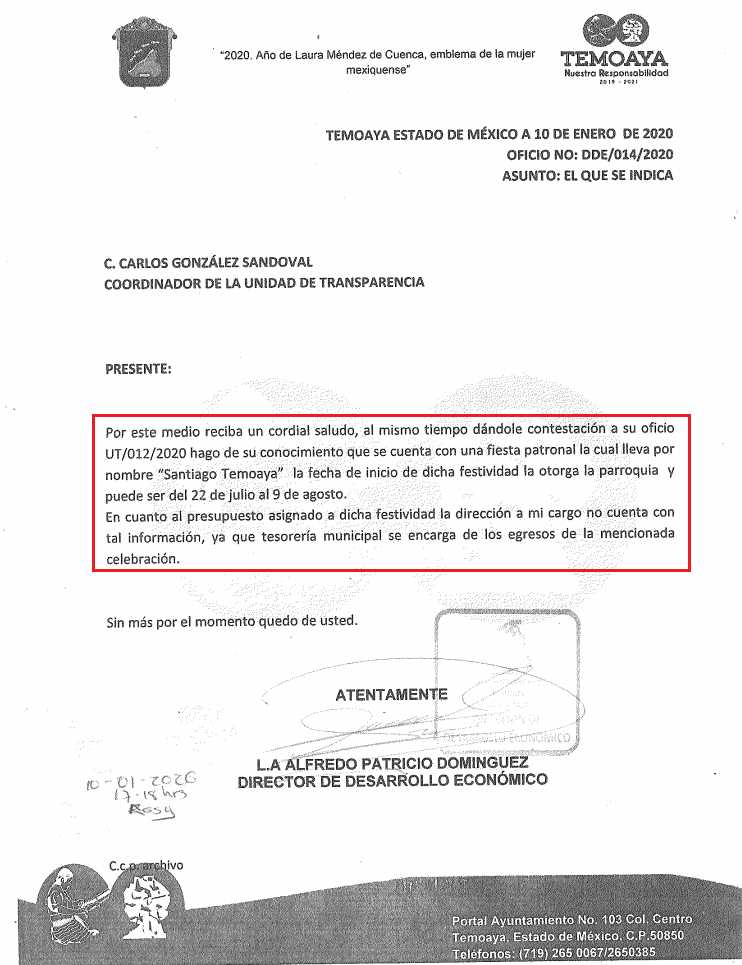 “2020. Año de Laura Méndez de Cuenca, emblema de la mujer
mexiquense”
TEMOAYA
Nuestra Responsabilidad
2019 - 2021
TEMOAYA ESTADO DE MÉXICO A 10 DE ENERO DE 2020
OFICIO NO: DDE/014/2020
ASUNTO: EL QUE SE INDICA
C. CARLOS GONZÁLEZ SANDOVAL
COORDINADOR DE LA UNIDAD DE TRANSPARENCIA
PRESENTE:
Por este medio reciba un cordial saludo, al mismo tiempo dándole contestación a su oficio
UT/012/2020 hago de su conocimiento que se cuenta con una fiesta patronal la cual lleva por
nombre “Santiago Temoaya” la fecha de inicio de dicha festividad la otorga la parroquia y
puede ser del 22 de julio al 9 de agosto.
En cuanto al presupuesto asignado a dicha festividad la dirección a mi cargo no cuenta con
tal información, ya que tesorería municipal se encarga de los egresos de la mencionada
celebración.
Sin más por el momento quedo de usted.
ATENTAMENTE
DESARROLLO ECONÓMICO
L.A ALFREDO PATRICIO DOMINGUEZ
DIRECTOR DE DESARROLLO ECONÓMICO
10-01-2020
17:18 hrs
Rosy
C.c.p. archivo
Portal Ayuntamiento No. 103 Col. Centro
Temoaya, Estado de México, C.P.50850
Teléfonos: (719) 265 0067/2650385